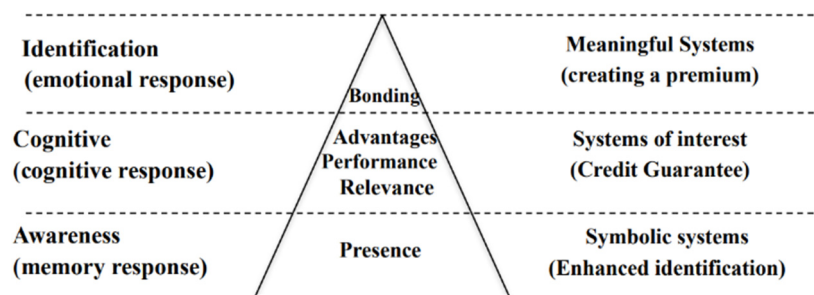 Identification
(emotional response)
Bonding
Meaningful Systems
(creating a premium)
Cognitive
(cognitive response)
Advantages
Performance
Relevance
Systems of interest
(Credit Guarantee)
Awareness
(memory response)
Presence
Symbolic systems
(Enhanced identification)